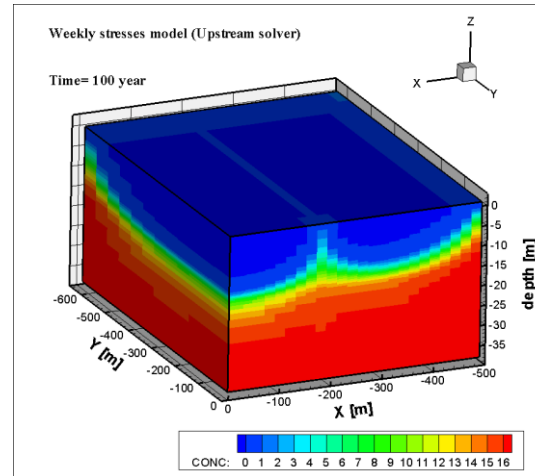 Weekly stresses model (Upstream solver)
Time= 100 year
Z
X
Y
0
-5
-10
-15
-20
-25
-30
-35
depth [m]
-600
-500
-400
-300
-200
-100
0
Y [m]
0
-100
-200
-300
-400
-500
X [m]
CONC: 0 1 2 3 4 5 6 7 8 9 10 11 12 13 14 15 16